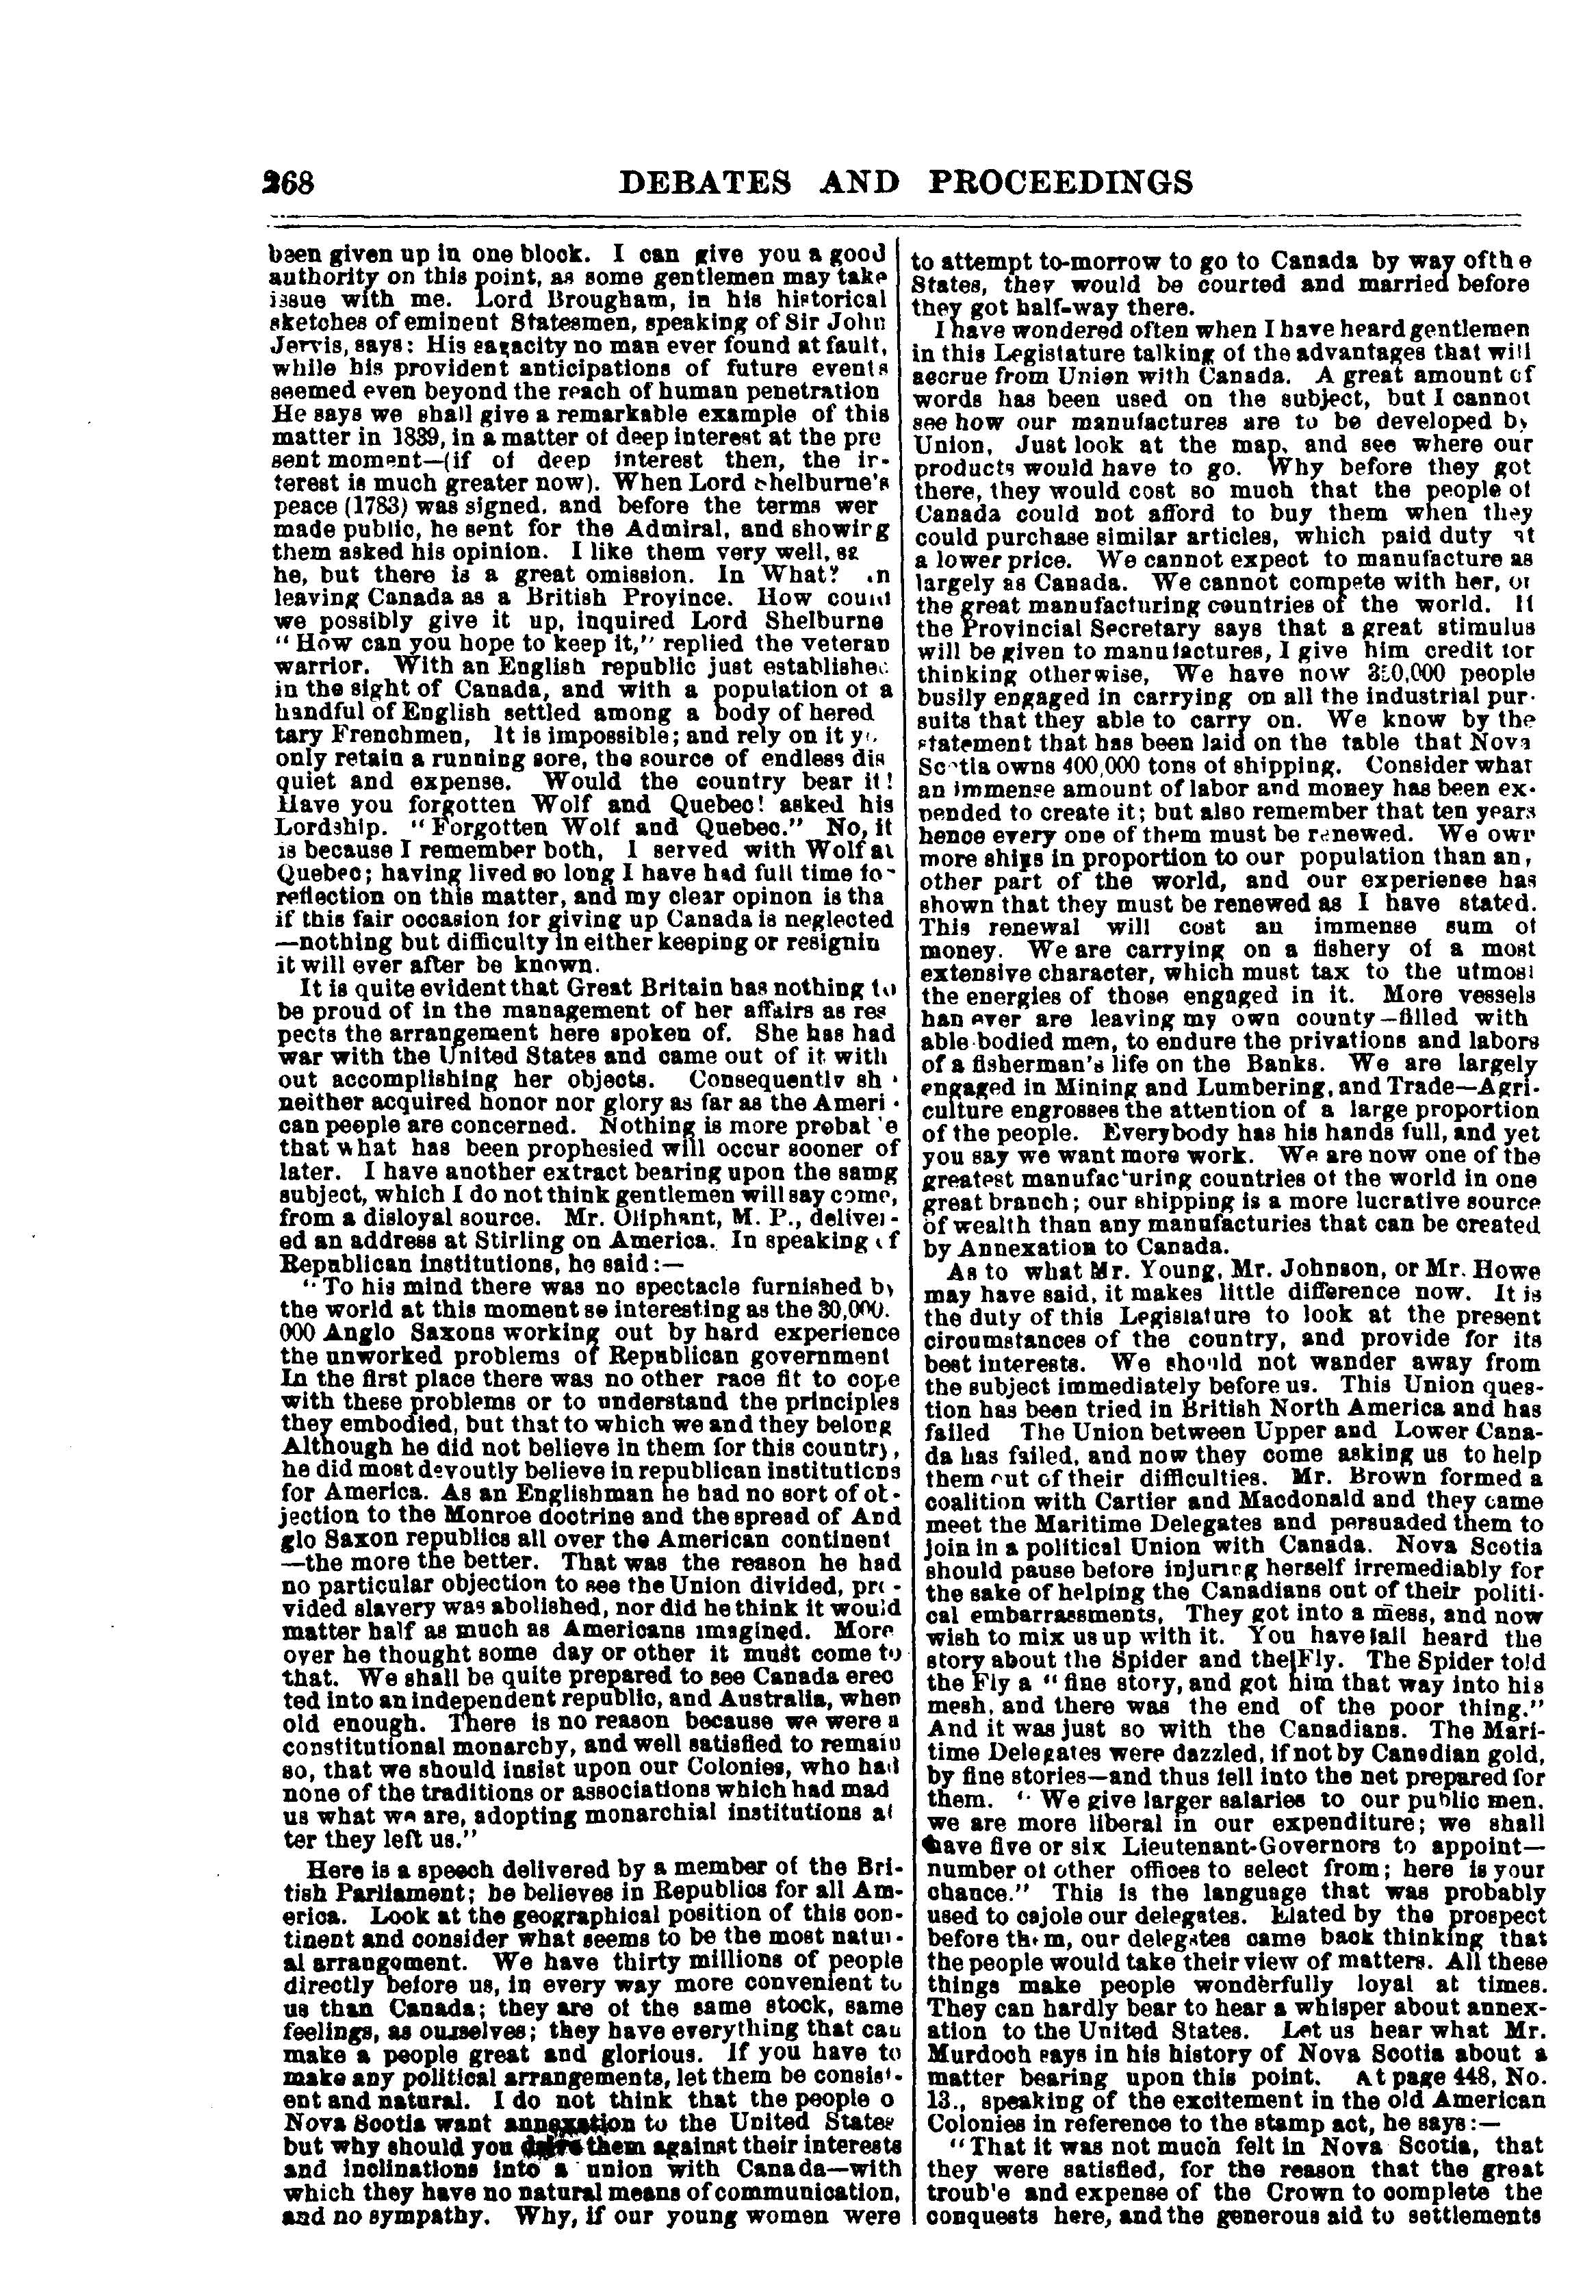 268 DEBATES AND PROCEEDINGS
been given up in one block. I can give you a good
authority on this point, as some gentlemen may take
issue with me. Lord Brougham, in his historical
sketches of eminent Statesmen, speaking of Sir John
Jervis, says: His sagacity no man ever found at fault,
while his provident anticipations of future events
seemed even beyond the reach of human penetration
He says we shall give a remarkable example of this
matter in 1839, in a matter of deep interest at the pre
sent moment—(if of deep interest then, the ir-
terest is much greater now). When Lord Shelburne's
peace (1783) was signed, and before the terms wer
made public, he sent for the Admiral, and showirg
them asked his opinion. I like them very well, sa
he, but there is a great omission. In What? In
leaving Canada as a British Province. How could
we possibly give it up, inquired Lord Shelburne
"How can you hope to keep it," replied the veteran
warrior. With an English republic just established
in the sight of Canada, and with a population of a
handful of English settled among a body of hered
tary Frenchmen, It is impossible; and rely on it y
only retain a running sore, the source of endless dis
quiet and expense. Would the country bear it!
Have you forgotten Wolf and Quebec! asked his
Lordship. "Forgotten Wolf and Quebec." No, it
is because I remember both, I served with Wolf at
Quebec; having lived so long I have had full time fo-
reflection on this matter, and my clear opinon is tha
if this fair occasion for giving up Canada is neglected
—nothing but difficulty in either keeping or resignin
it will ever after be known.
It is quite evident that Great Britain has nothing to
be proud of in the management of her affairs as res
pects the arrangement here spoken of. She has had
war with the United States and came out of it with
out accomplishing her objects. Consequently sh
neither acquired honor nor glory as far as the Ameri-
can people are concerned. Nothing is more probable
that what has been prophesied will occur sooner of
later. I have another extract bearing upon the samg
subject, which I do not think gentlemen will say come,
from a disloyal source. Mr. Oliphant, M. P., deliver-
ed an address at Stirling on America. In speaking of
Republican institutions, he said:—
"To his mind there was no spectacle furnished by
the world at this moment so interesting as the 30,000.
000 Anglo Saxons working out by hard experience
the unworked problems of Republican government
In the first place there was no other race fit to cope
with these problems or to understand the principles
they embodied, but that to which we and they belong
Although he did not believe in them for this country,
he did most devoutly believe in republican institutions
for America. As an Englishman he had no sort of ob-
jection to the Monroe doctrine and the spread of And
glo Saxon republics all over the American continent
—the more the better. That was the reason he had
no particular objection to see the Union divided, pro-
vided slavery was abolished, nor did he think it would
matter half as much as Americans imagined. More
over he thought some day or other it must come to
that. We shall be quite prepared to see Canada erec
ted into an independent republic, and Australia, when
old enough. There is no reason because we were a
constitutional monarchy, and well satisfied to remain
so, that we should insist upon our Colonies, who had
none of the traditions or associations which had mad
us what we are, adopting monarchial institutions af
ter they left us."
Here is a speech delivered by a member of the Bri-
tish Parliament; he believes in Republics for all Am-
erica. Look at the geographical position of this con-
tinent and consider what seems to be the most natur-
al arrangement. We have thirty millions of people
directly before us, in every way more convenient to
us than Canada; they are of the same stock, same
feelings, as ourselves; they have everything that can
make a people great and glorious. If you have to
make any political arrangements, let them be consist-
ent and natural. I do not think that the people o
Nova Scotia want annexation to the United States
but why should you drive them against their interests
and inclinations into a union with Canada—with
which they have no natural means of communication,
and no sympathy. Why, if our young women were
to attempt to-morrow to go to Canada by way ofthe
States, they would be courted and married before
they got half-way there.
I have wondered often when I have heard gentlemen
in this Legislature talking of the advantages that will
accrue from Union with Canada. A great amount of
words has been used on the subject, but I cannot
see how our manufactures are to be developed by
Union, Just look at the map, and see where our
products would have to go. Why before they got
there, they would cost so much that the people of
Canada could not afford to buy them when they
could purchase similar articles, which paid duty at
a lower price. We cannot expect to manufacture as
largely as Canada. We cannot compete with her, or
the great manufacturing countries of the world. If
the Provincial Secretary says that a great stimulus
will be given to manufactures, I give him credit for
thinking otherwise, We have now 350,000 people
busily engaged in carrying on all the industrial pur-
suits that they able to carry on. We know by the
statement that has been laid on the table that Nova
Scotia owns 400,000 tons of shipping. Consider what
an immense amount of labor and money has been ex-
pended to create it; but also remember that ten years
hence every one of them must be renewed. We own
more ships in proportion to our population than any
other part of the world, and our experience has
shown that they must be renewed as I have stated.
This renewal will cost an immense sum of
money. We are carrying on a fishery of a most
extensive character, which must tax to the utmost
the energies of those engaged in it. More vessels
han ever are leaving my own county—filled with
able-bodied men, to endure the privations and labors
of a fisherman's life on the Banks. We are largely
engaged in Mining and Lumbering, and Trade—Agri-
culture engrosses the attention of a large proportion
of the people. Everybody has his hands full, and yet
you say we want more work. We are now one of the
greatest manufacturing countries of the world in one
great branch; our shipping is a more lucrative source
of wealth than any manufacturies that can be created
by Annexation to Canada.
As to what Mr. Young, Mr. Johnson, or Mr. Howe
may have said, it makes little difference now. It is
the duty of this Legislature to look at the present
circumstances of the country, and provide for its
best interests. We should not wander away from
the subject immediately before us. This Union ques-
tion has been tried in British North America and has
failed The Union between Upper and Lower Cana-
da has failed, and now they come asking us to help
them out of their difficulties. Mr. Brown formed a
coalition with Cartier and Macdonald and they came
meet the Maritime Delegates and persuaded them to
join in a political Union with Canada. Nova Scotia
should pause before injuring herself irremediably for
the sake of helping the Canadians out of their politi-
cal embarrassments, They got into a mess, and now
wish to mix us up with it. You have all heard the
story about the Spider and the Fly. The Spider told
the Fly a "fine story, and got him that way into his
mesh, and there was the end of the poor thing."
And it was just so with the Canadians. The Mari-
time Delegates were dazzled, if not by Canadian gold,
by fine stories—and thus fell into the net prepared for
them. "We give larger salaries to our public men.
we are more liberal in our expenditure; we shall
have five or six Lieutenant-Governors to appoint—
number of other offices to select from; here is your
chance." This is the language that was probably
used to cajole our delegates. Elated by the prospect
before them, our delegates came back thinking that
the people would take their view of matters. All these
things make people wonderfully loyal at times.
They can hardly bear to hear a whisper about annex-
ation to the United States. Let us hear what Mr.
Murdoch says in his history of Nova Scotia about a
matter bearing upon this point. At page 448, No.
13., speaking of the excitement in the old American
Colonies in reference to the stamp act, he says:—
"That it was not much felt in Nova Scotia, that
they were satisfied, for the reason that the great
troub'e and expense of the Crown to complete the
conquests here, and the generous aid to settlements